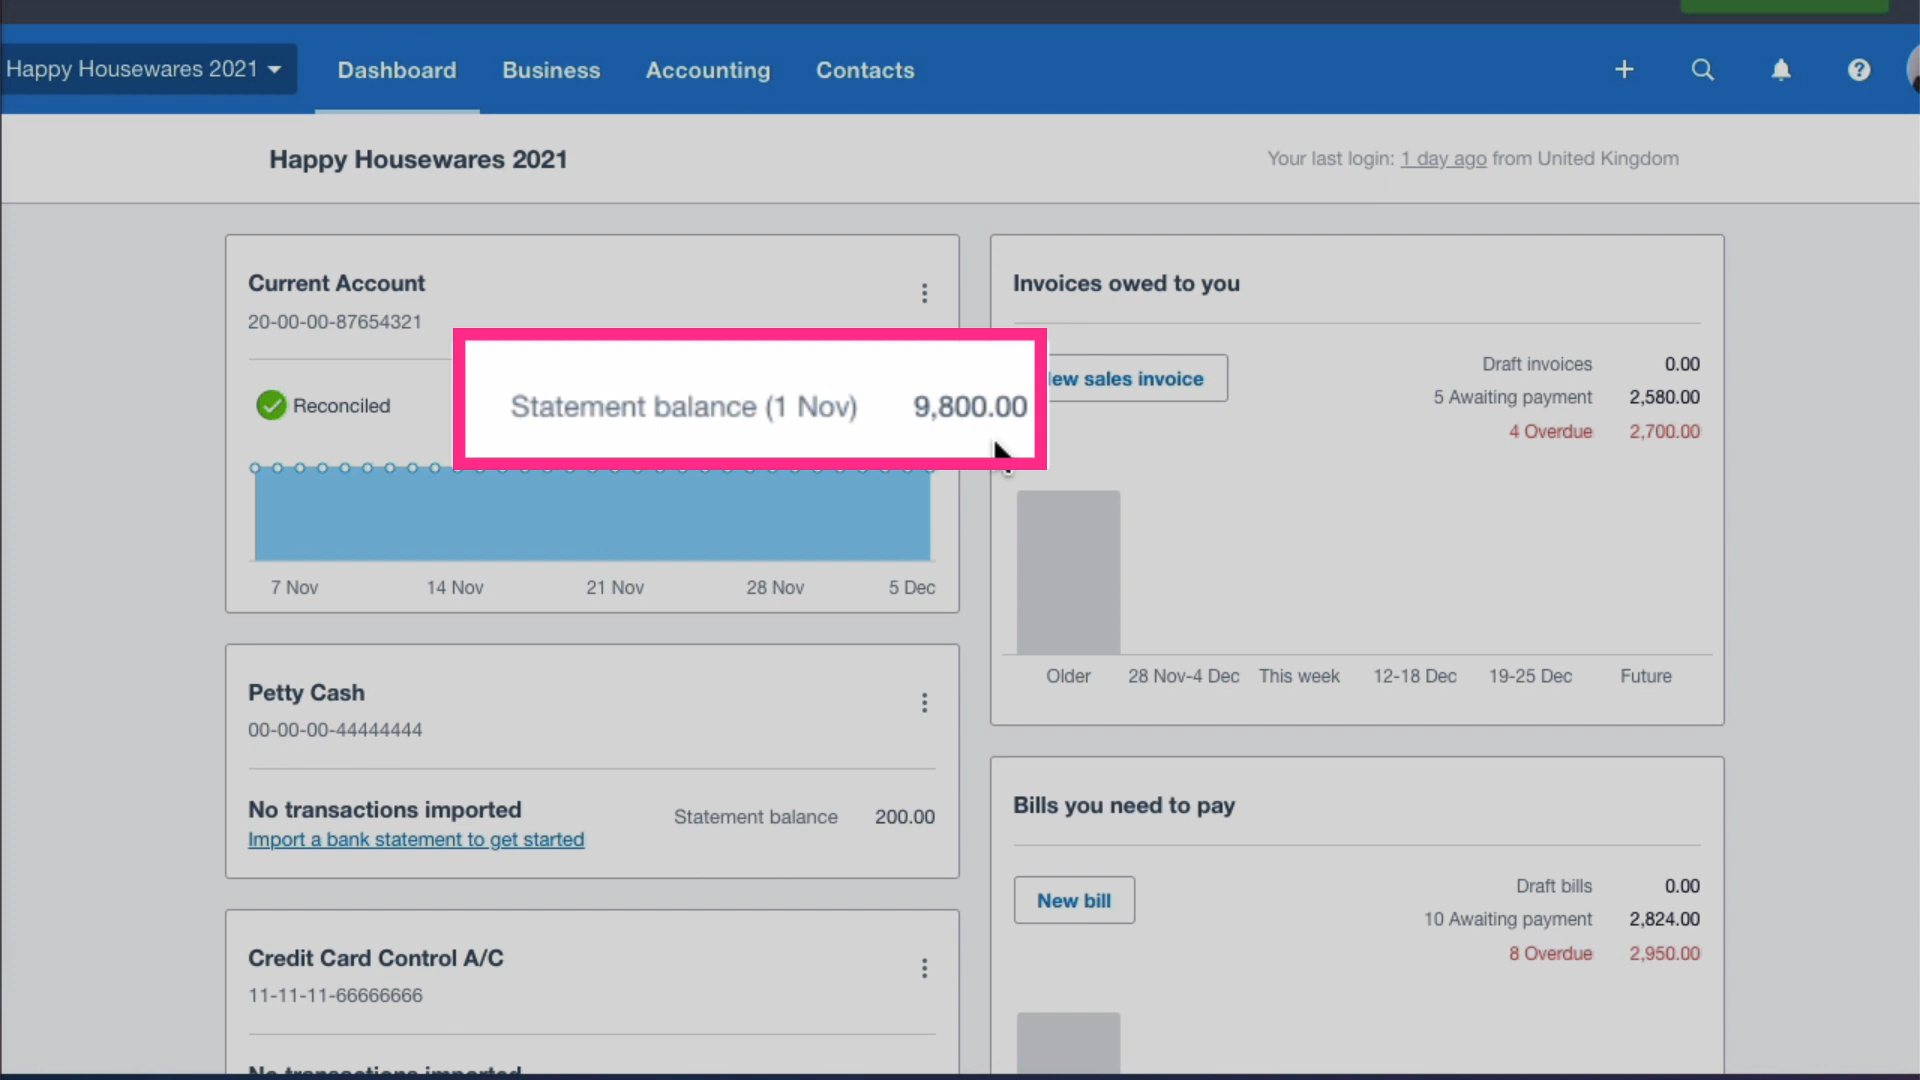 Happy Housewares 2021
Dashboard
Business
Accounting
Contacts
Happy Housewares 2021
Your last login: 1 day ago from United Kingdom
Current Account
20-00-00-87654321
Reconciled
Statement balance (1 Nov) 9,800.00
7 Nov 14 Nov 21 Nov 28 Nov 5 Dec
Petty Cash
00-00-00-44444444
No transactions imported
Import a bank statement to get started
Statement balance 200.00
Credit Card Control A/C
11-11-11-66666666
No transactions imported
Invoices owed to you
sales invoice
Draft invoices 0.00
5 Awaiting payment 2,580.00
4 Overdue 2,700.00
Older 28 Nov-4 Dec This week 12-18 Dec 19-25 Dec Future
Bills you need to pay
New bill
Draft bills 0.00
10 Awaiting payment 2,824.00
8 Overdue 2,950.00